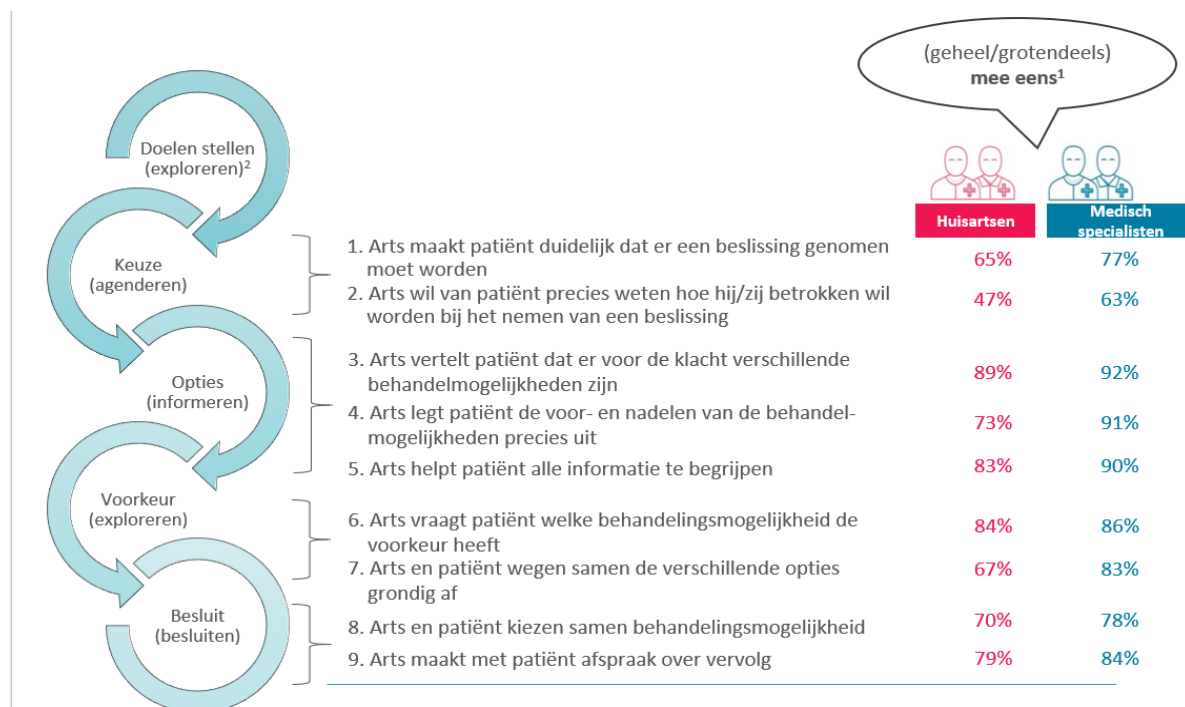 (geheel/grotendeels)
mee eens¹
Doelen stellen
(exploreren)²
Keuze
(agenderen)
Opties
(informeren)
Voorkeur
(exploreren)
Besluit
(besluiten)
Huisartsen
Medisch
specialisten
1. Arts maakt patiënt duidelijk dat er een beslissing genomen
moet worden
65% 77%
2. Arts wil van patiënt precies weten hoe hij/zij betrokken wil
worden bij het nemen van een beslissing
47% 63%
3. Arts vertelt patiënt dat er voor de klacht verschillende
behandelmogelijkheden zijn
89% 92%
4. Arts legt patiënt de voor- en nadelen van de behandel-
mogelijkheden precies uit
73% 91%
5. Arts helpt patiënt alle informatie te begrijpen
83% 90%
6. Arts vraagt patiënt welke behandelingsmogelijkheid de
voorkeur heeft
84% 86%
7. Arts en patiënt wegen samen de verschillende opties
grondig af
67% 83%
8. Arts en patiënt kiezen samen behandelingsmogelijkheid
70% 78%
9. Arts maakt met patiënt afspraak over vervolg
79% 84%